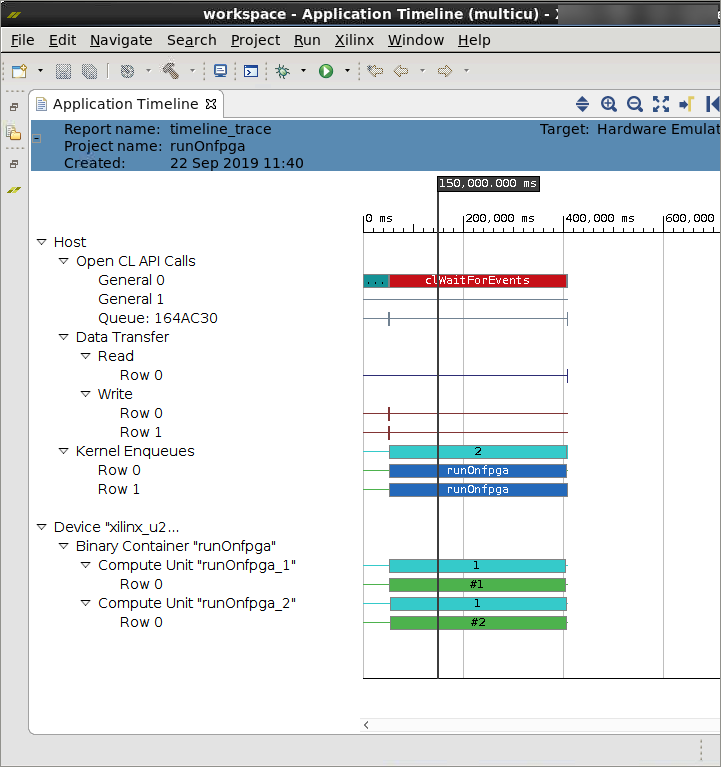 workspace - Application Timeline (multicu) -
File Edit Navigate Search Project Run Xilinx Window Help
Application Timeline
Report name: timeline_trace Target: Hardware Emulat
Project name: runOnfpga
Created: 22 Sep 2019 11:40
150,000.000 ms
0 ms 200,000 ms 400,000 ms 600,000
Host
Open CL API Calls
General 0 ... clWaitForEvents
General 1
Queue: 164AC30
Data Transfer
Read
Row 0
Write
Row 0
Row 1
Kernel Enqueues 2
Row 0 runOnfpga
Row 1 runOnfpga
Device "xilinx_u2...
Binary Container "runOnfpga"
Compute Unit "runOnfpga_1" 1
Row 0 #1
Compute Unit "runOnfpga_2" 1
Row 0 #2